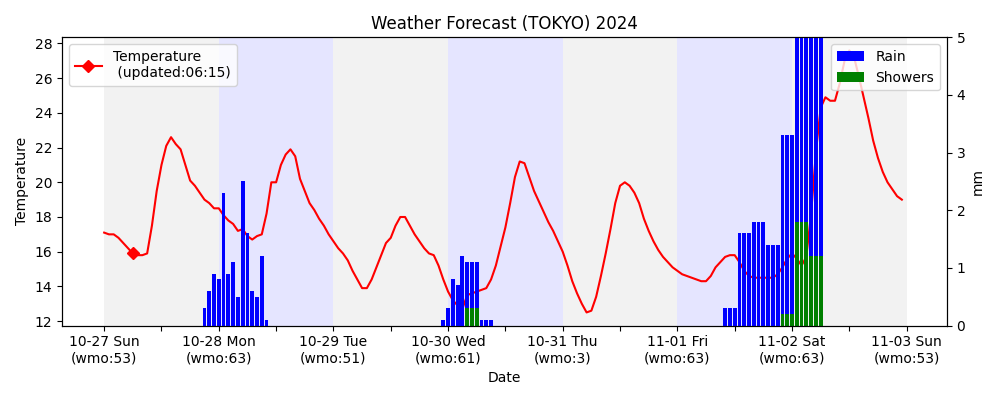 Weather Forecast (TOKYO) 2024
Temperature
(updated:06:15)
Rain
Showers
28
26
24
22
20
18
16
14
12
Temperature
5
4
3
2
1
0
mm
10-27 Sun
(wmo:53)
10-28 Mon
(wmo:63)
10-29 Tue
(wmo:51)
10-30 Wed
(wmo:61)
10-31 Thu
(wmo:3)
11-01 Fri
(wmo:63)
11-02 Sat
(wmo:63)
11-03 Sun
(wmo:53)
Date